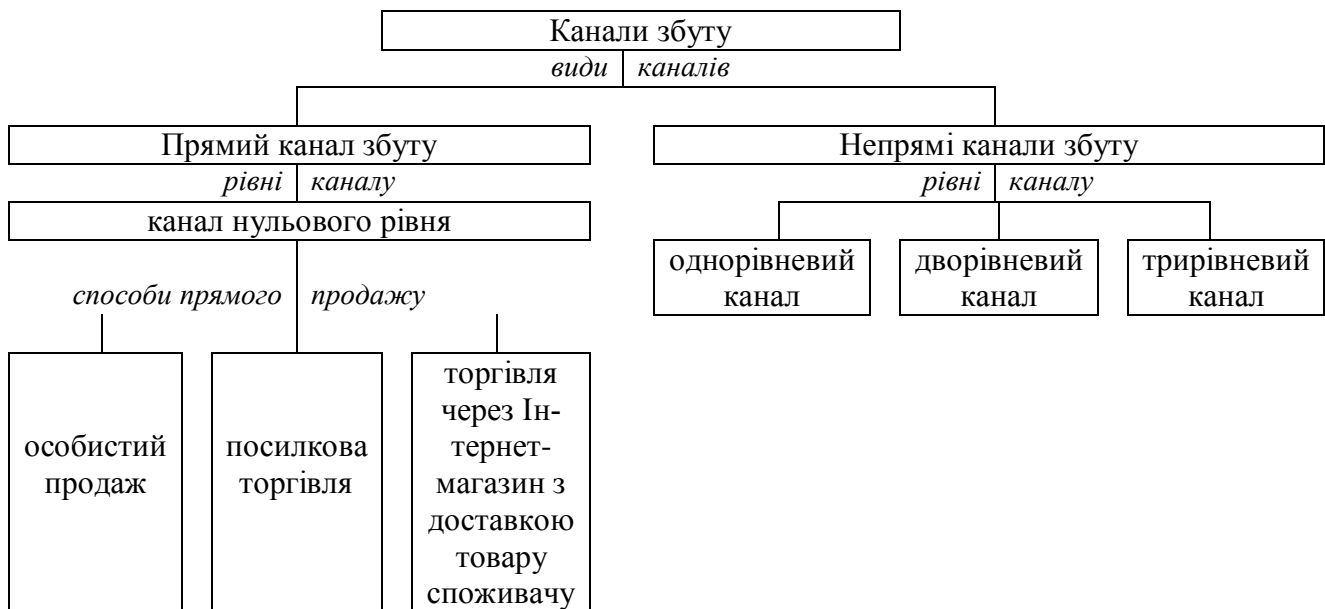 Канали збуту
види каналів
Прямий канал збуту
Непрямі канали збуту
рівні каналу
рівні каналу
канал нульового рівня
однорівневий
канал
дворівневий
канал
трирівневий
канал
способи прямого продажу
особистий
продаж
посилкова
торгівля
торгівля
через Ін-
тернет-
магазин з
доставкою
товару
споживачу